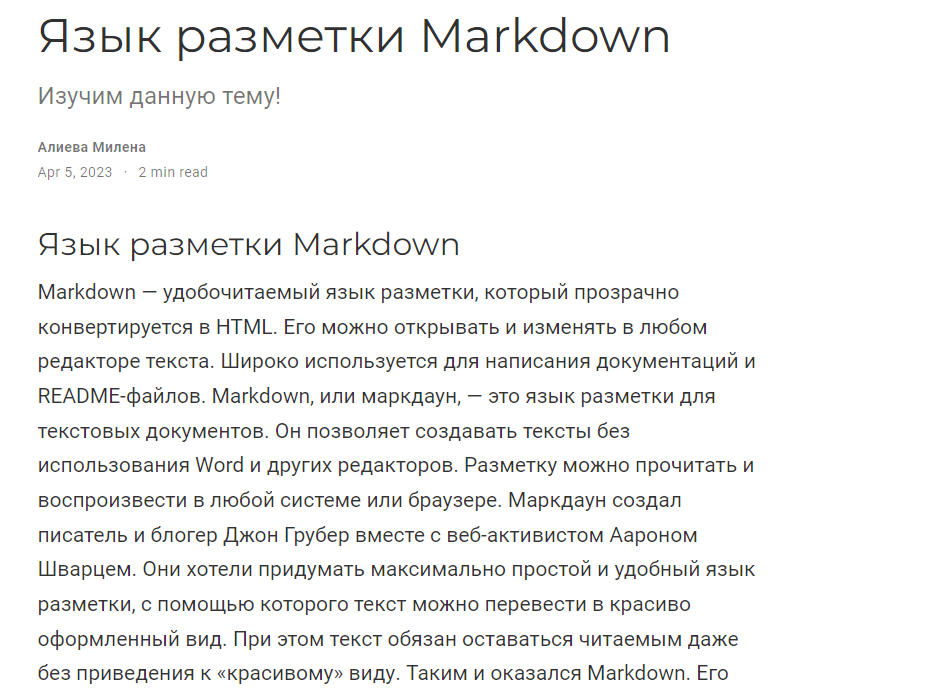 Язык разметки Markdown
Изучим данную тему!
Алиева Милена
Apr 5, 2023 · 2 min read
Язык разметки Markdown
Markdown — удобочитаемый язык разметки, который прозрачно
конвертируется в HTML. Его можно открывать и изменять в любом
редакторе текста. Широко используется для написания документаций и
README-файлов. Markdown, или маркдаун, — это язык разметки для
текстовых документов. Он позволяет создавать тексты без
использования Word и других редакторов. Разметку можно прочитать и
воспроизвести в любой системе или браузере. Маркдаун создал
писатель и блогер Джон Грубер вместе с веб-активистом Аароном
Шварцем. Они хотели придумать максимально простой и удобный язык
разметки, с помощью которого текст можно перевести в красиво
оформленный вид. При этом текст обязан оставаться читаемым даже
без приведения к «красивому» виду. Таким и оказался Markdown. Его